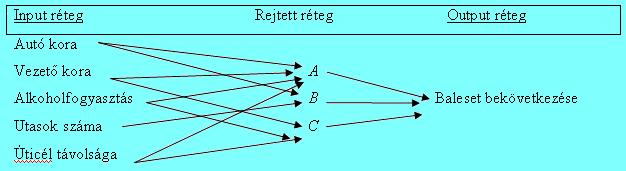 Input réteg Rejtett réteg Output réteg
Autó kora
Vezető kora A
Alkoholfogyasztás B Baleset bekövetkezése
Utasok száma C
Úticél távolsága